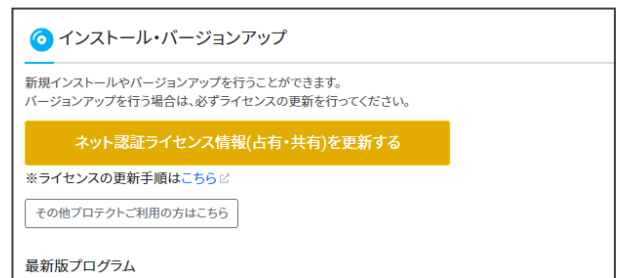 インストール・バージョンアップ
新規インストールやバージョンアップを行うことができます。
バージョンアップを行う場合は、必ずライセンスの更新を行ってください。
ネット認証ライセンス情報(占有・共有)を更新する
※ライセンスの更新手順はこちら
その他プロテクトご利用の方はこちら
最新版プログラム